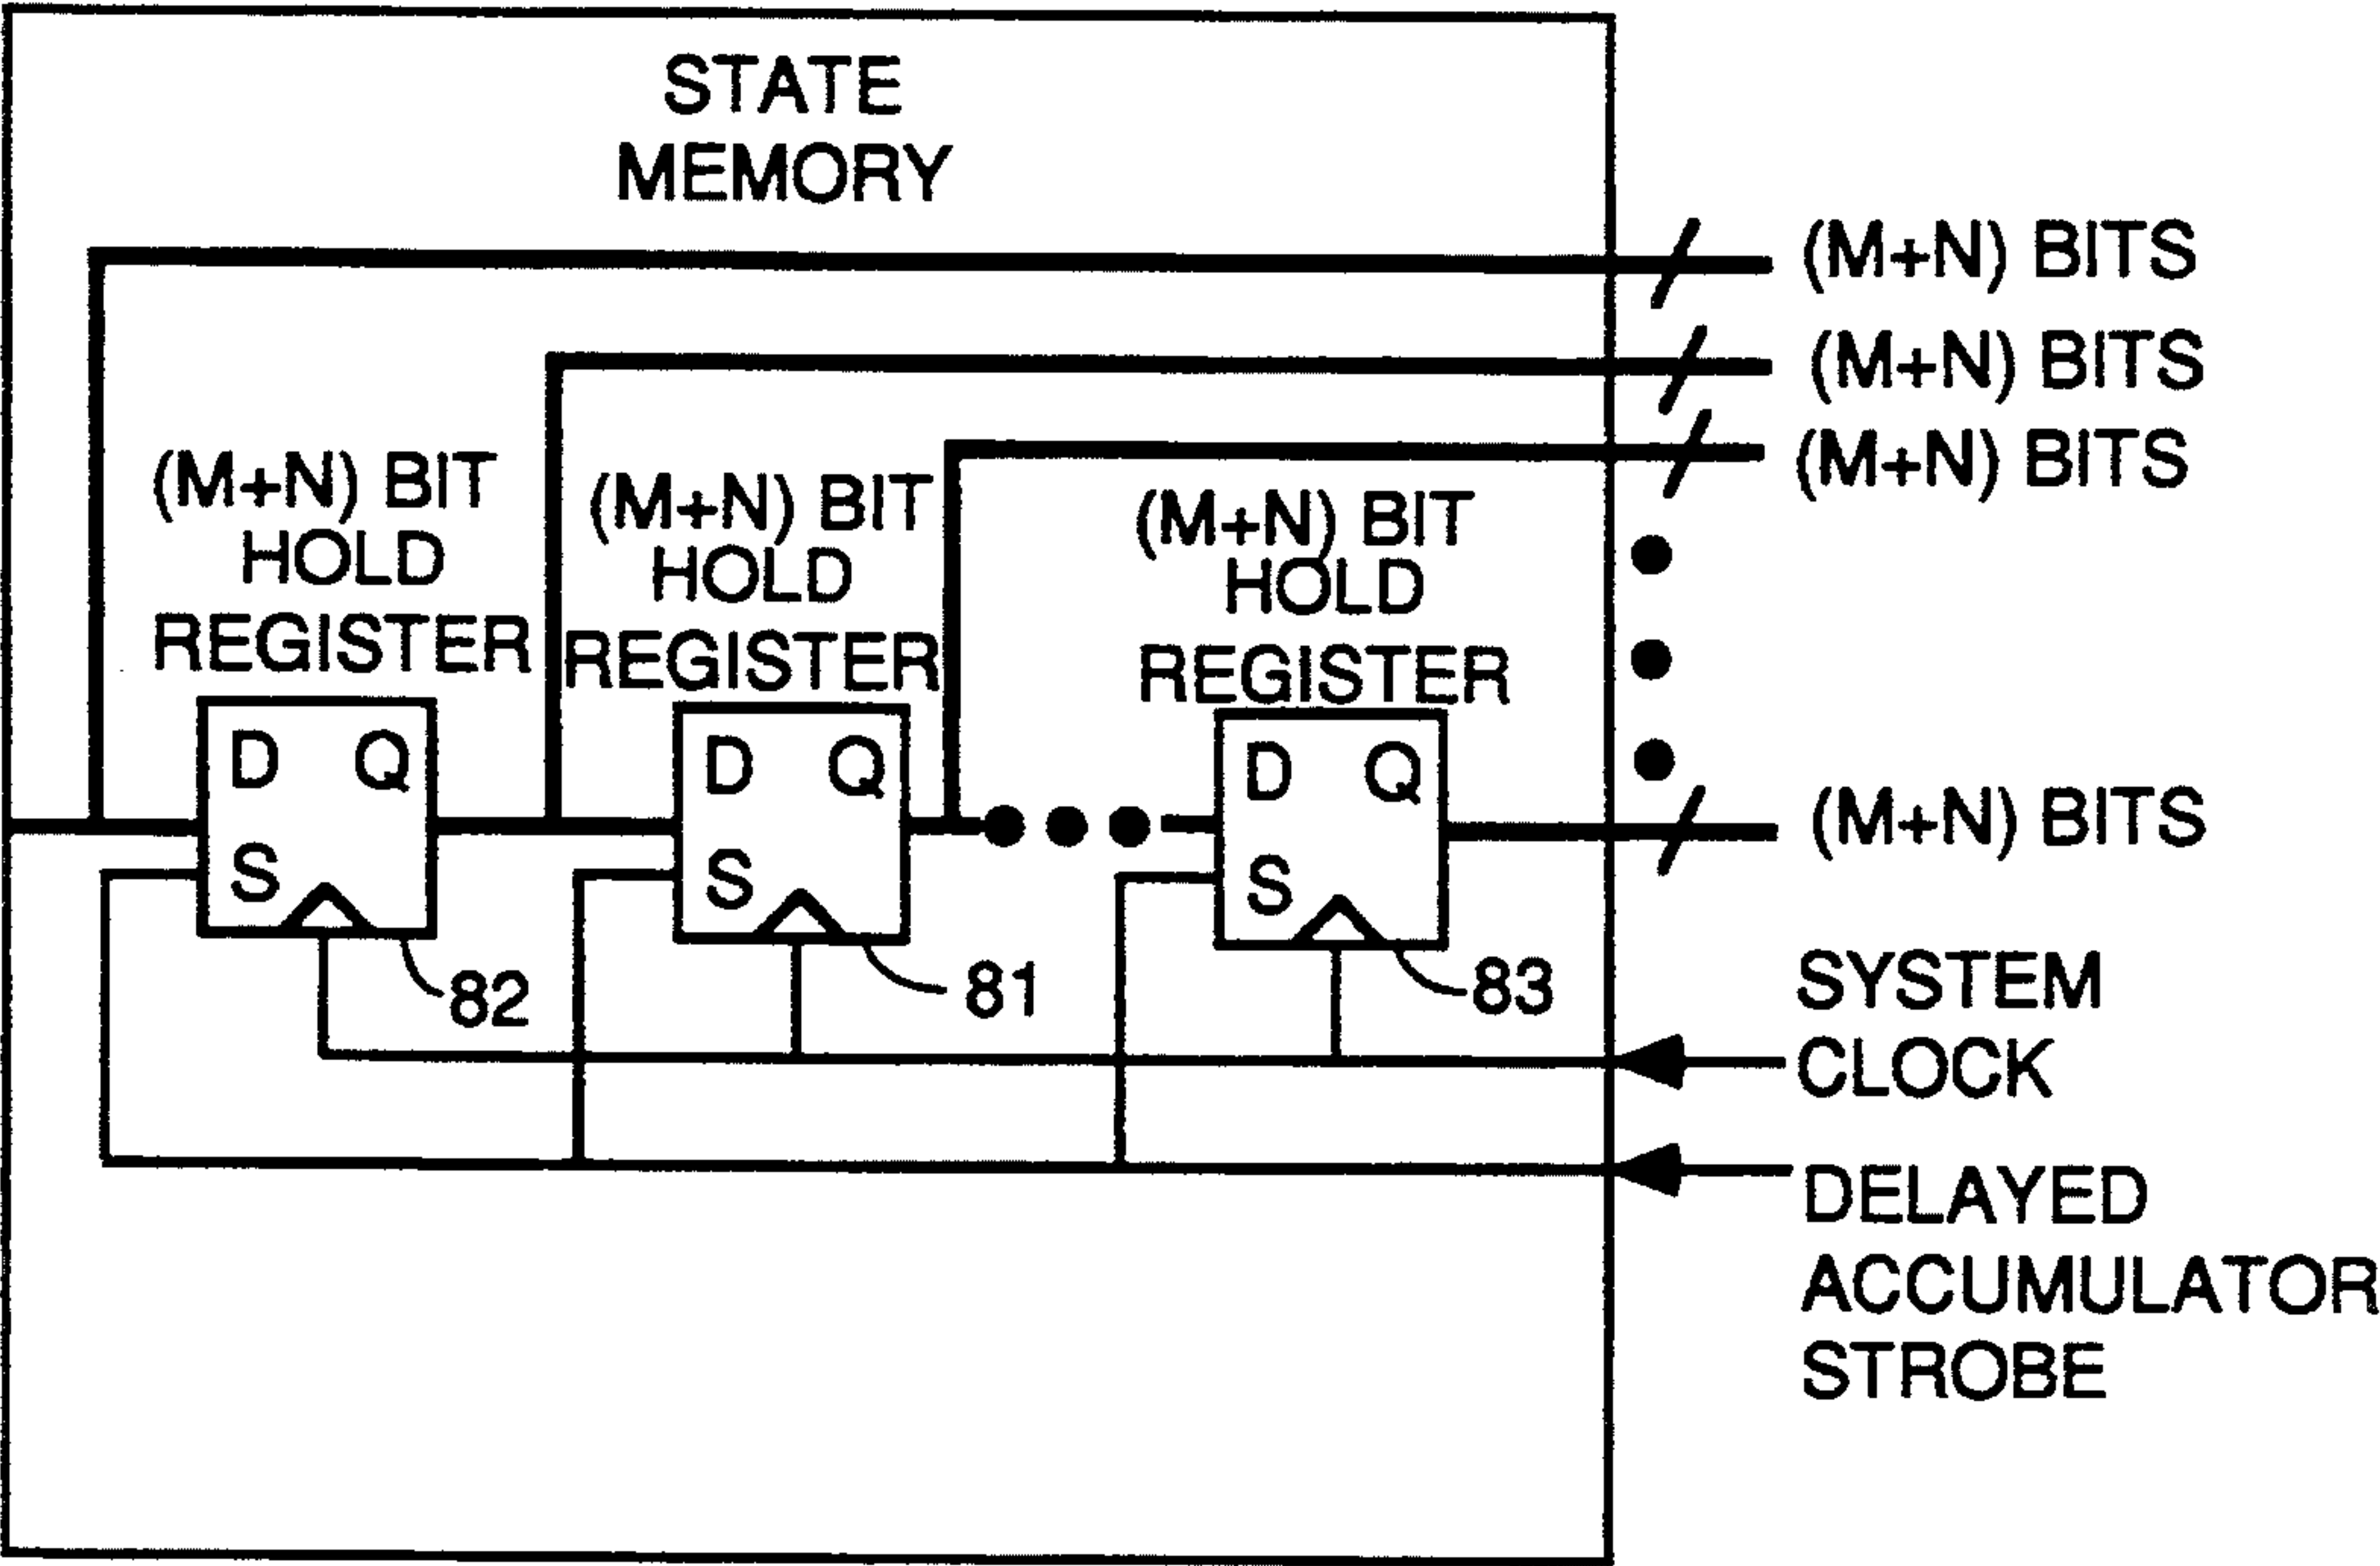 STATE
MEMORY
(M+N) BITS
(M+N) BITS
(M+N) BITS
(M+N) BIT
HOLD
REGISTER
(M+N) BIT
HOLD
REGISTER
(M+N) BIT
HOLD
REGISTER
D Q
S
D Q
S
D Q
S
(M+N) BITS
82
81
83
SYSTEM
CLOCK
DELAYED
ACCUMULATOR
STROBE